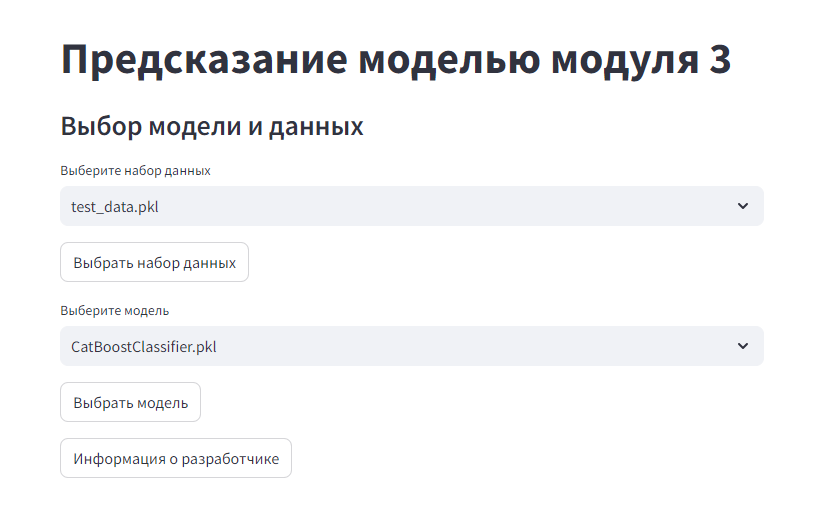 Предсказание моделью модуля 3
Выбор модели и данных
Выберите набор данных
test_data.pkl
Выбрать набор данных
Выберите модель
CatBoostClassifier.pkl
Выбрать модель
Информация о разработчике